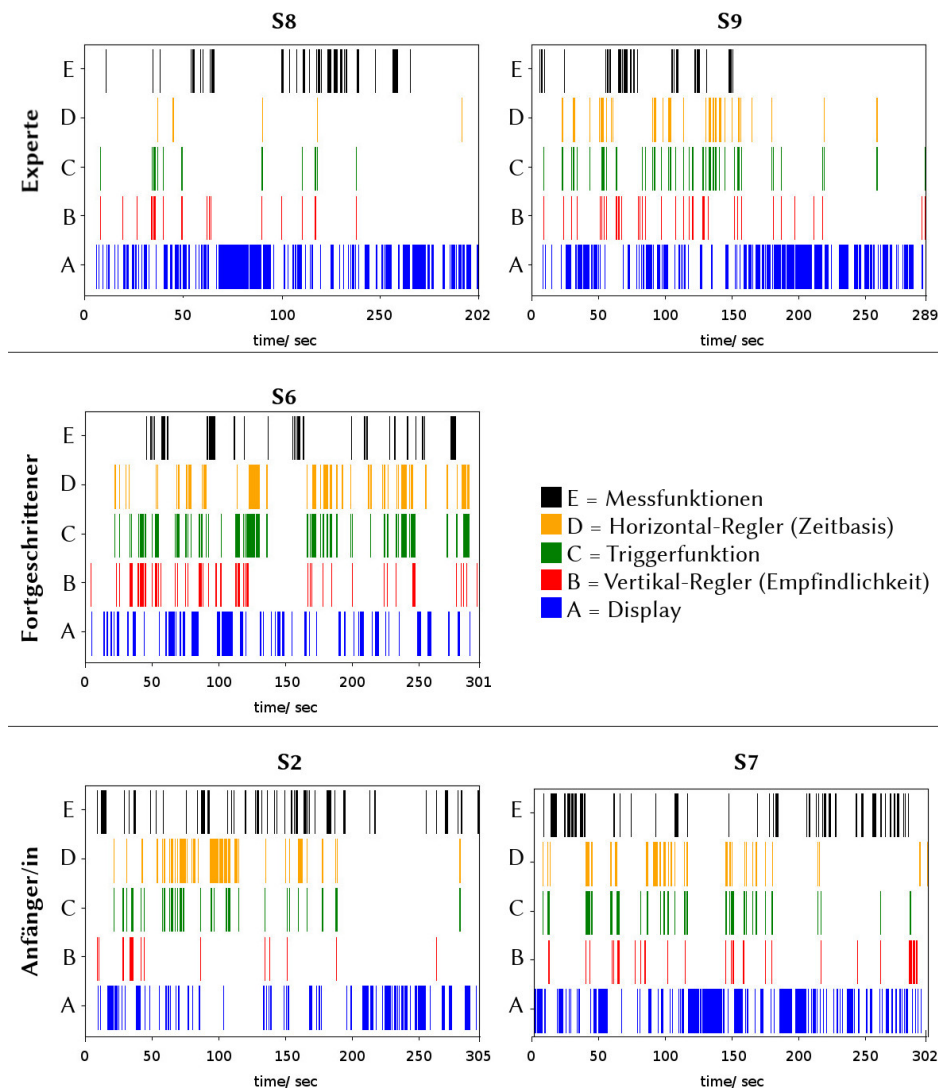 S8
S9
Experte
E
D
C
B
A
0 50 100 250 202
time/ sec
E
D
C
B
A
0 50 100 150 200 250 289
time/ sec
S6
Fortgeschrittener
E
D
C
B
A
0 50 100 150 200 250 301
time/ sec
E = Messfunktionen
D = Horizontal-Regler (Zeitbasis)
C = Triggerfunktion
B = Vertikal-Regler (Empfindlichkeit)
A = Display
S2
S7
Anfänger/in
E
D
C
B
A
0 50 100 150 200 250 305
time/ sec
E
D
C
B
A
0 50 100 150 200 250 302
time/ sec